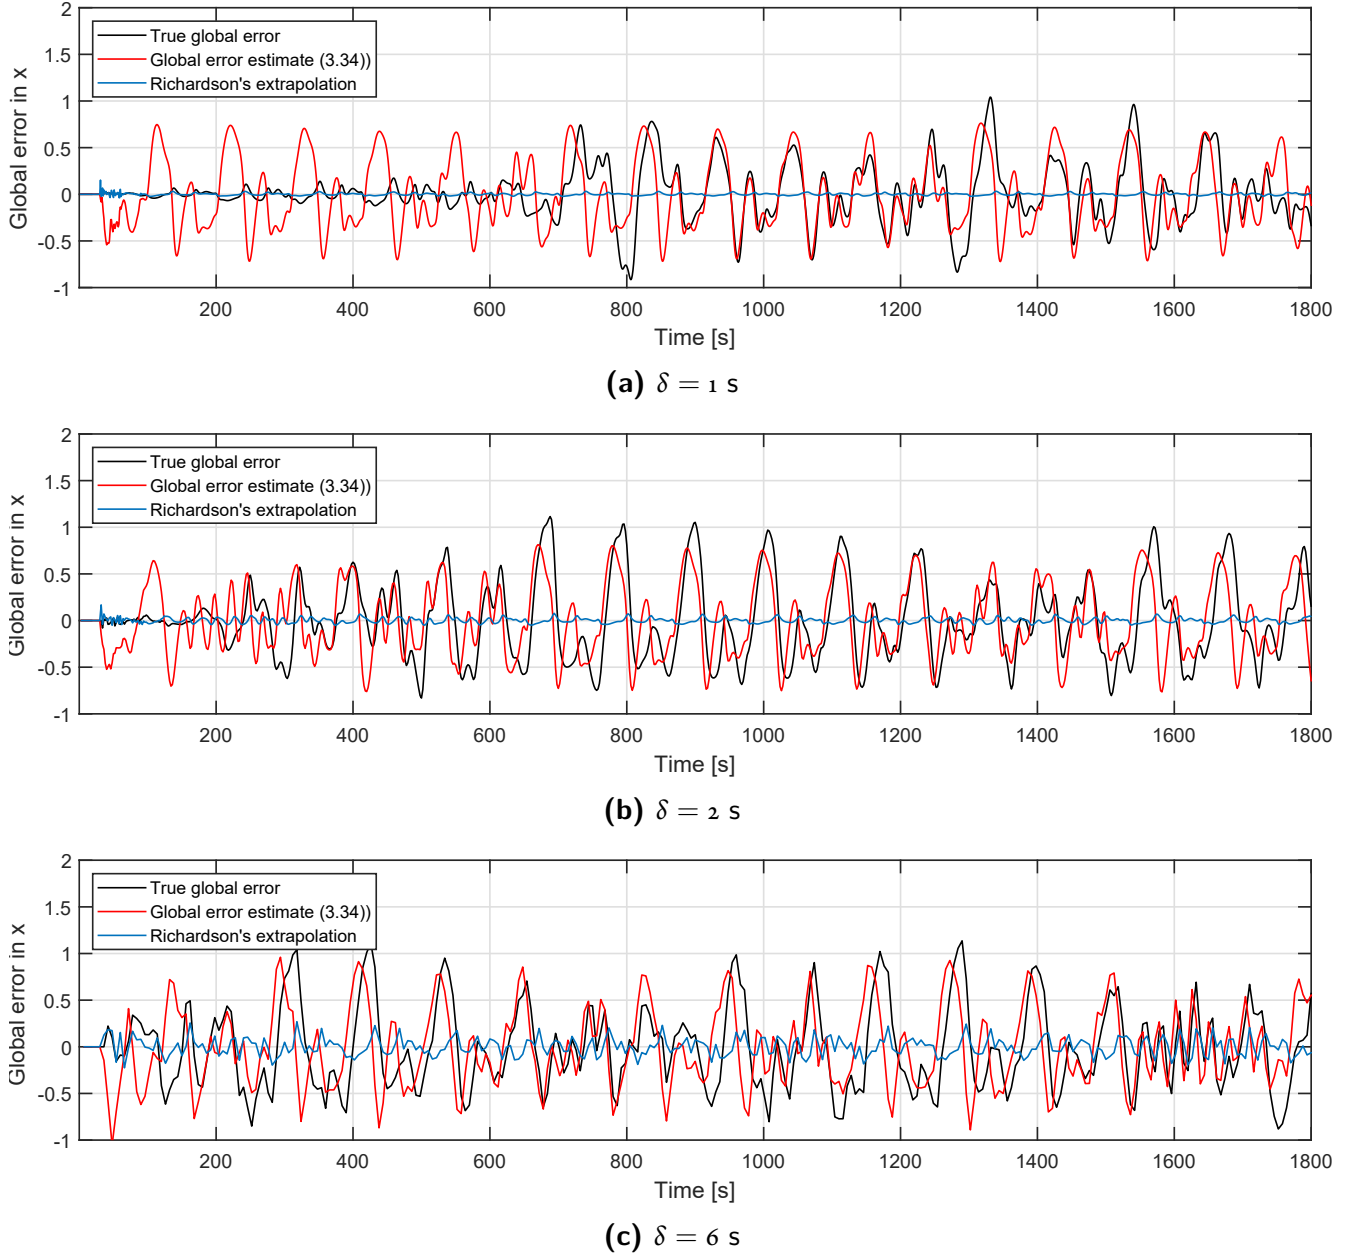 2
1.5
1
0.5
0
-0.5
-1
Global error in x
True global error
Global error estimate (3.34))
Richardson's extrapolation
200 400 600 800 1000 1200 1400 1600 1800
Time [s]
(a) δ = 1 s
2
1.5
1
0.5
0
-0.5
-1
Global error in x
True global error
Global error estimate (3.34))
Richardson's extrapolation
200 400 600 800 1000 1200 1400 1600 1800
Time [s]
(b) δ = 2 s
2
1.5
1
0.5
0
-0.5
-1
Global error in x
True global error
Global error estimate (3.34))
Richardson's extrapolation
200 400 600 800 1000 1200 1400 1600 1800
Time [s]
(c) δ = 6 s